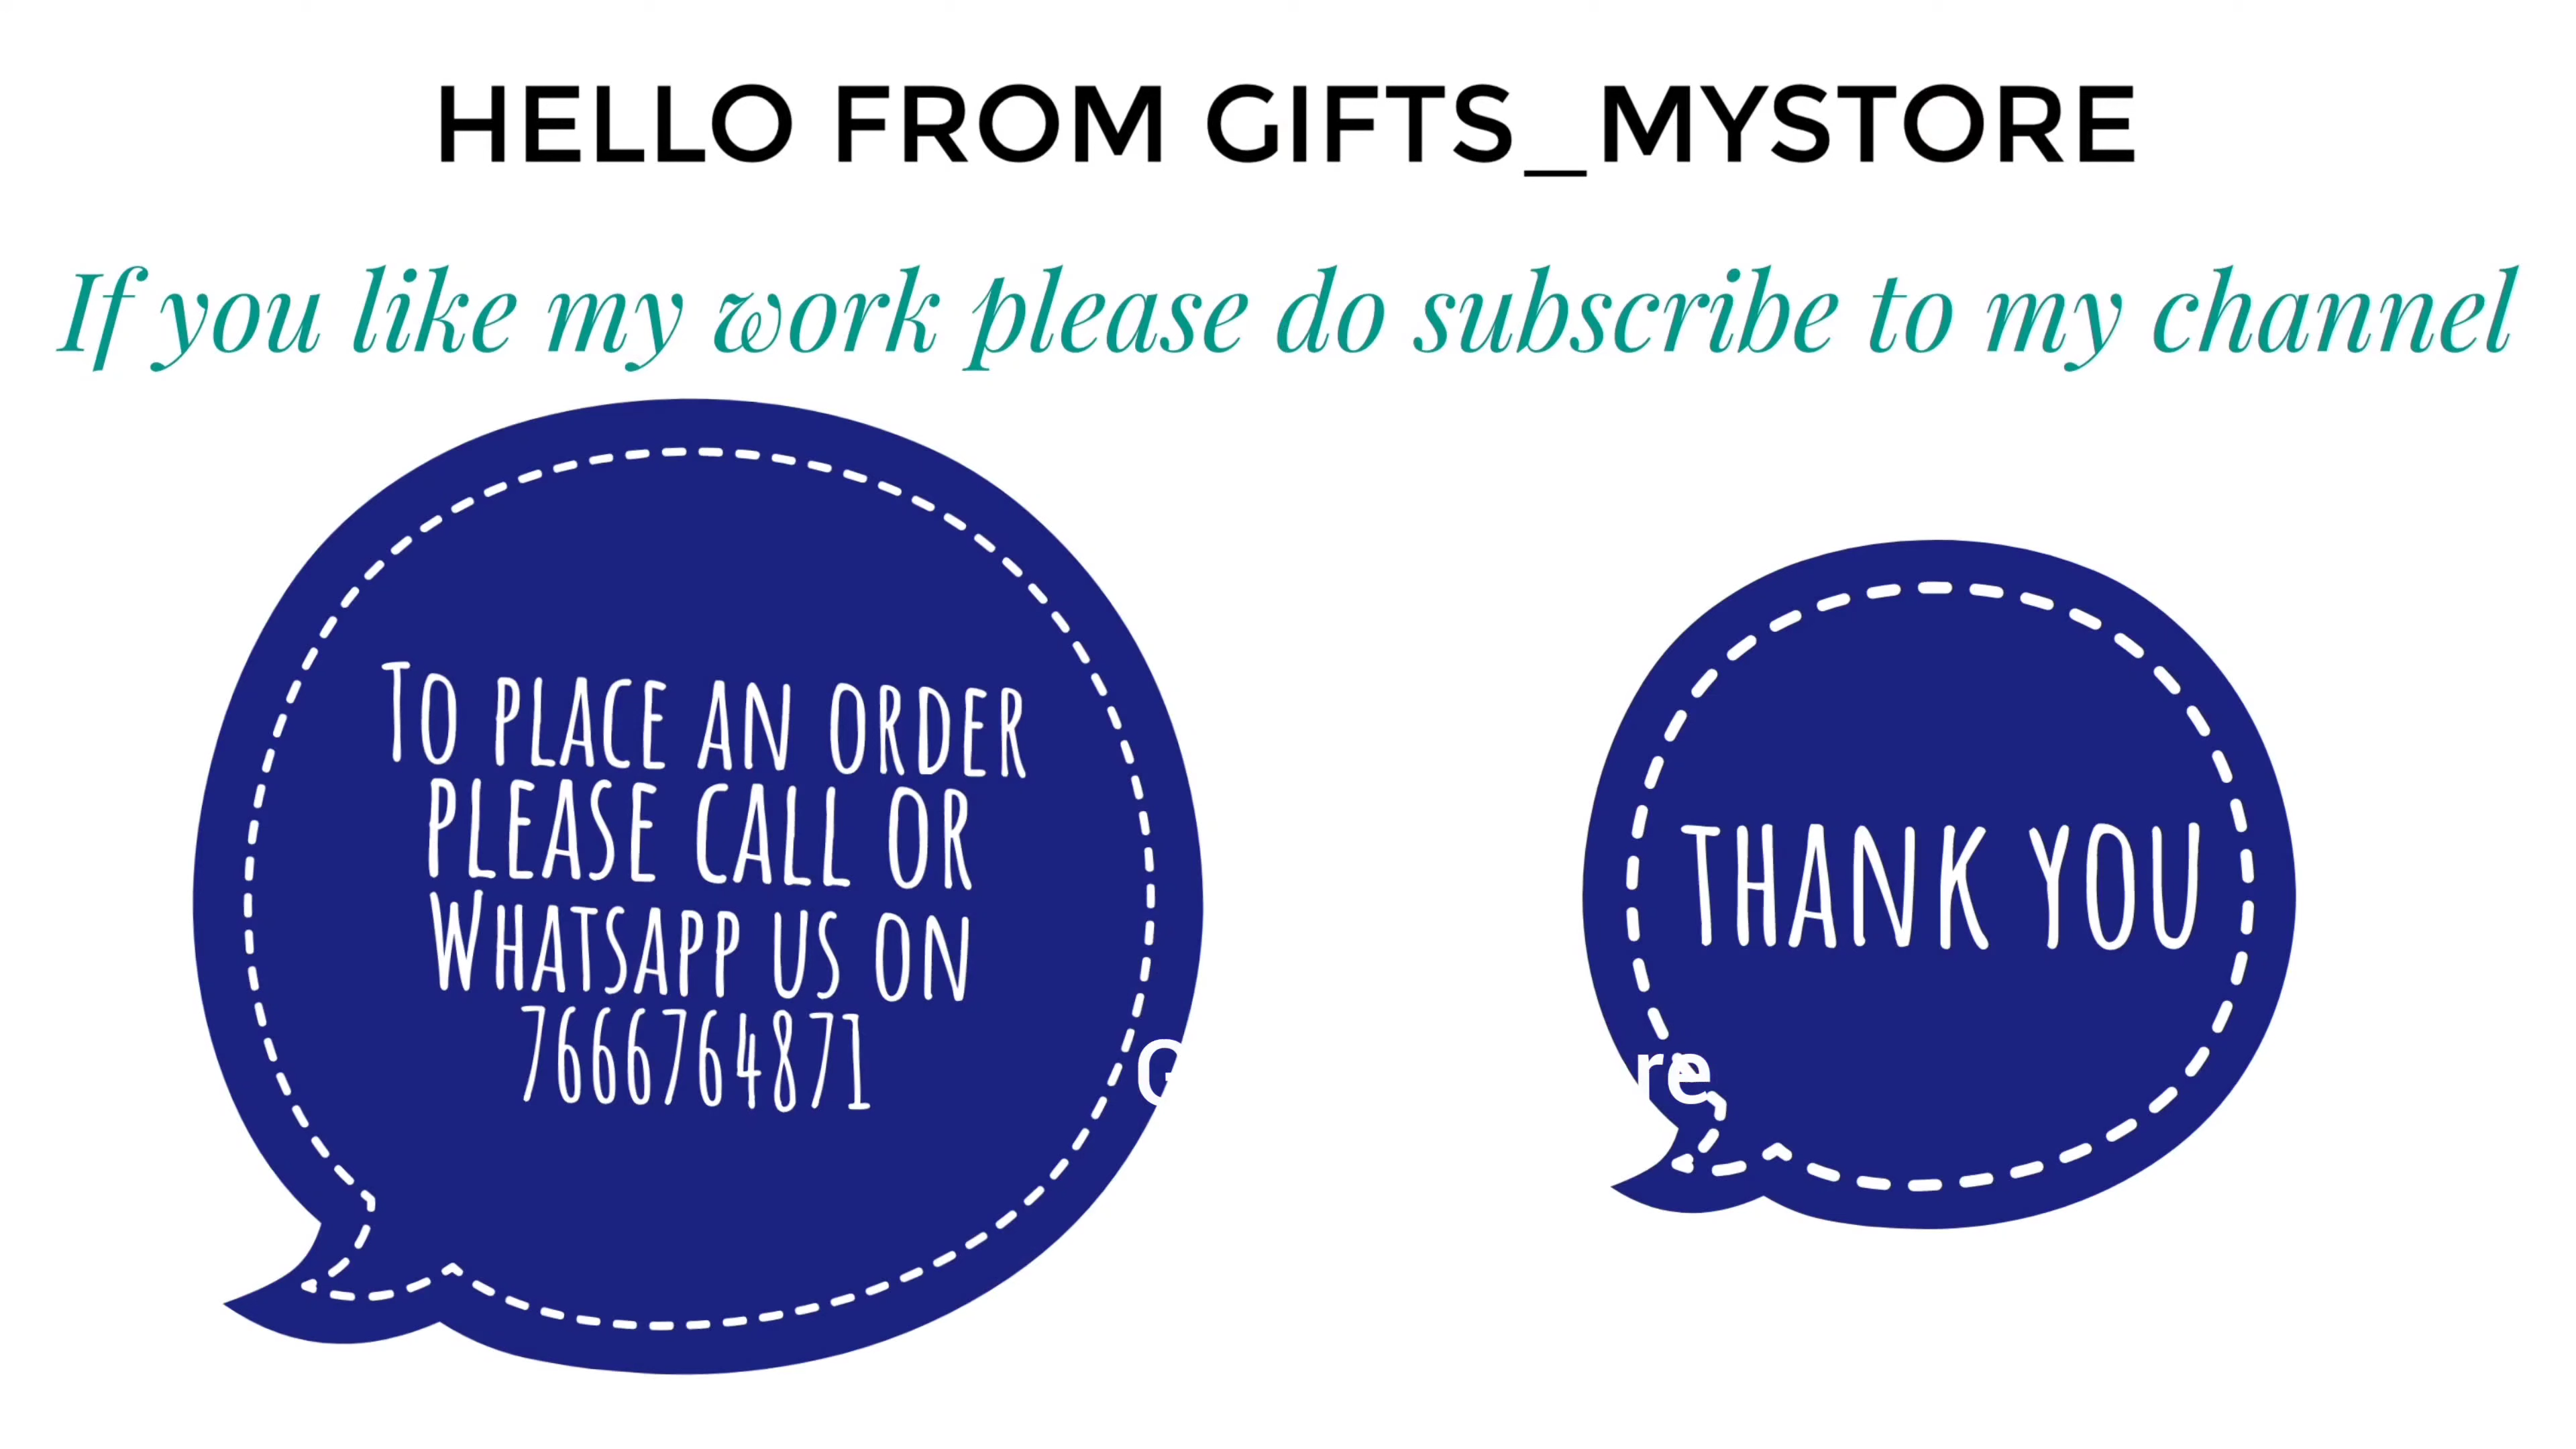 HELLO FROM GIFTS_MYSTORE
If you like my work please do subscribe to my channel
TO PLACE AN ORDER
PLEASE CALL OR
WHATSAPP US ON
7666764871
THANK YOU